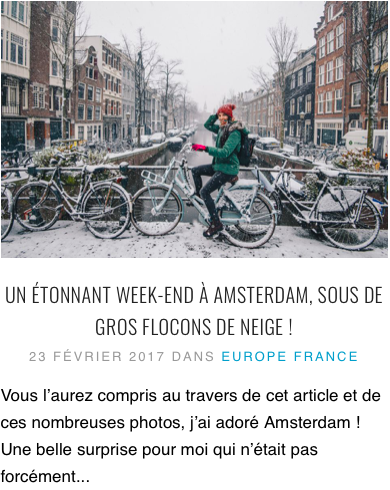 UN ÉTONNANT WEEK-END À AMSTERDAM, SOUS DE
GROS FLOCONS DE NEIGE !
23 FÉVRIER 2017 DANS EUROPE FRANCE
Vous l’aurez compris au travers de cet article et de
ces nombreuses photos, j’ai adoré Amsterdam !
Une belle surprise pour moi qui n’était pas
forcément...